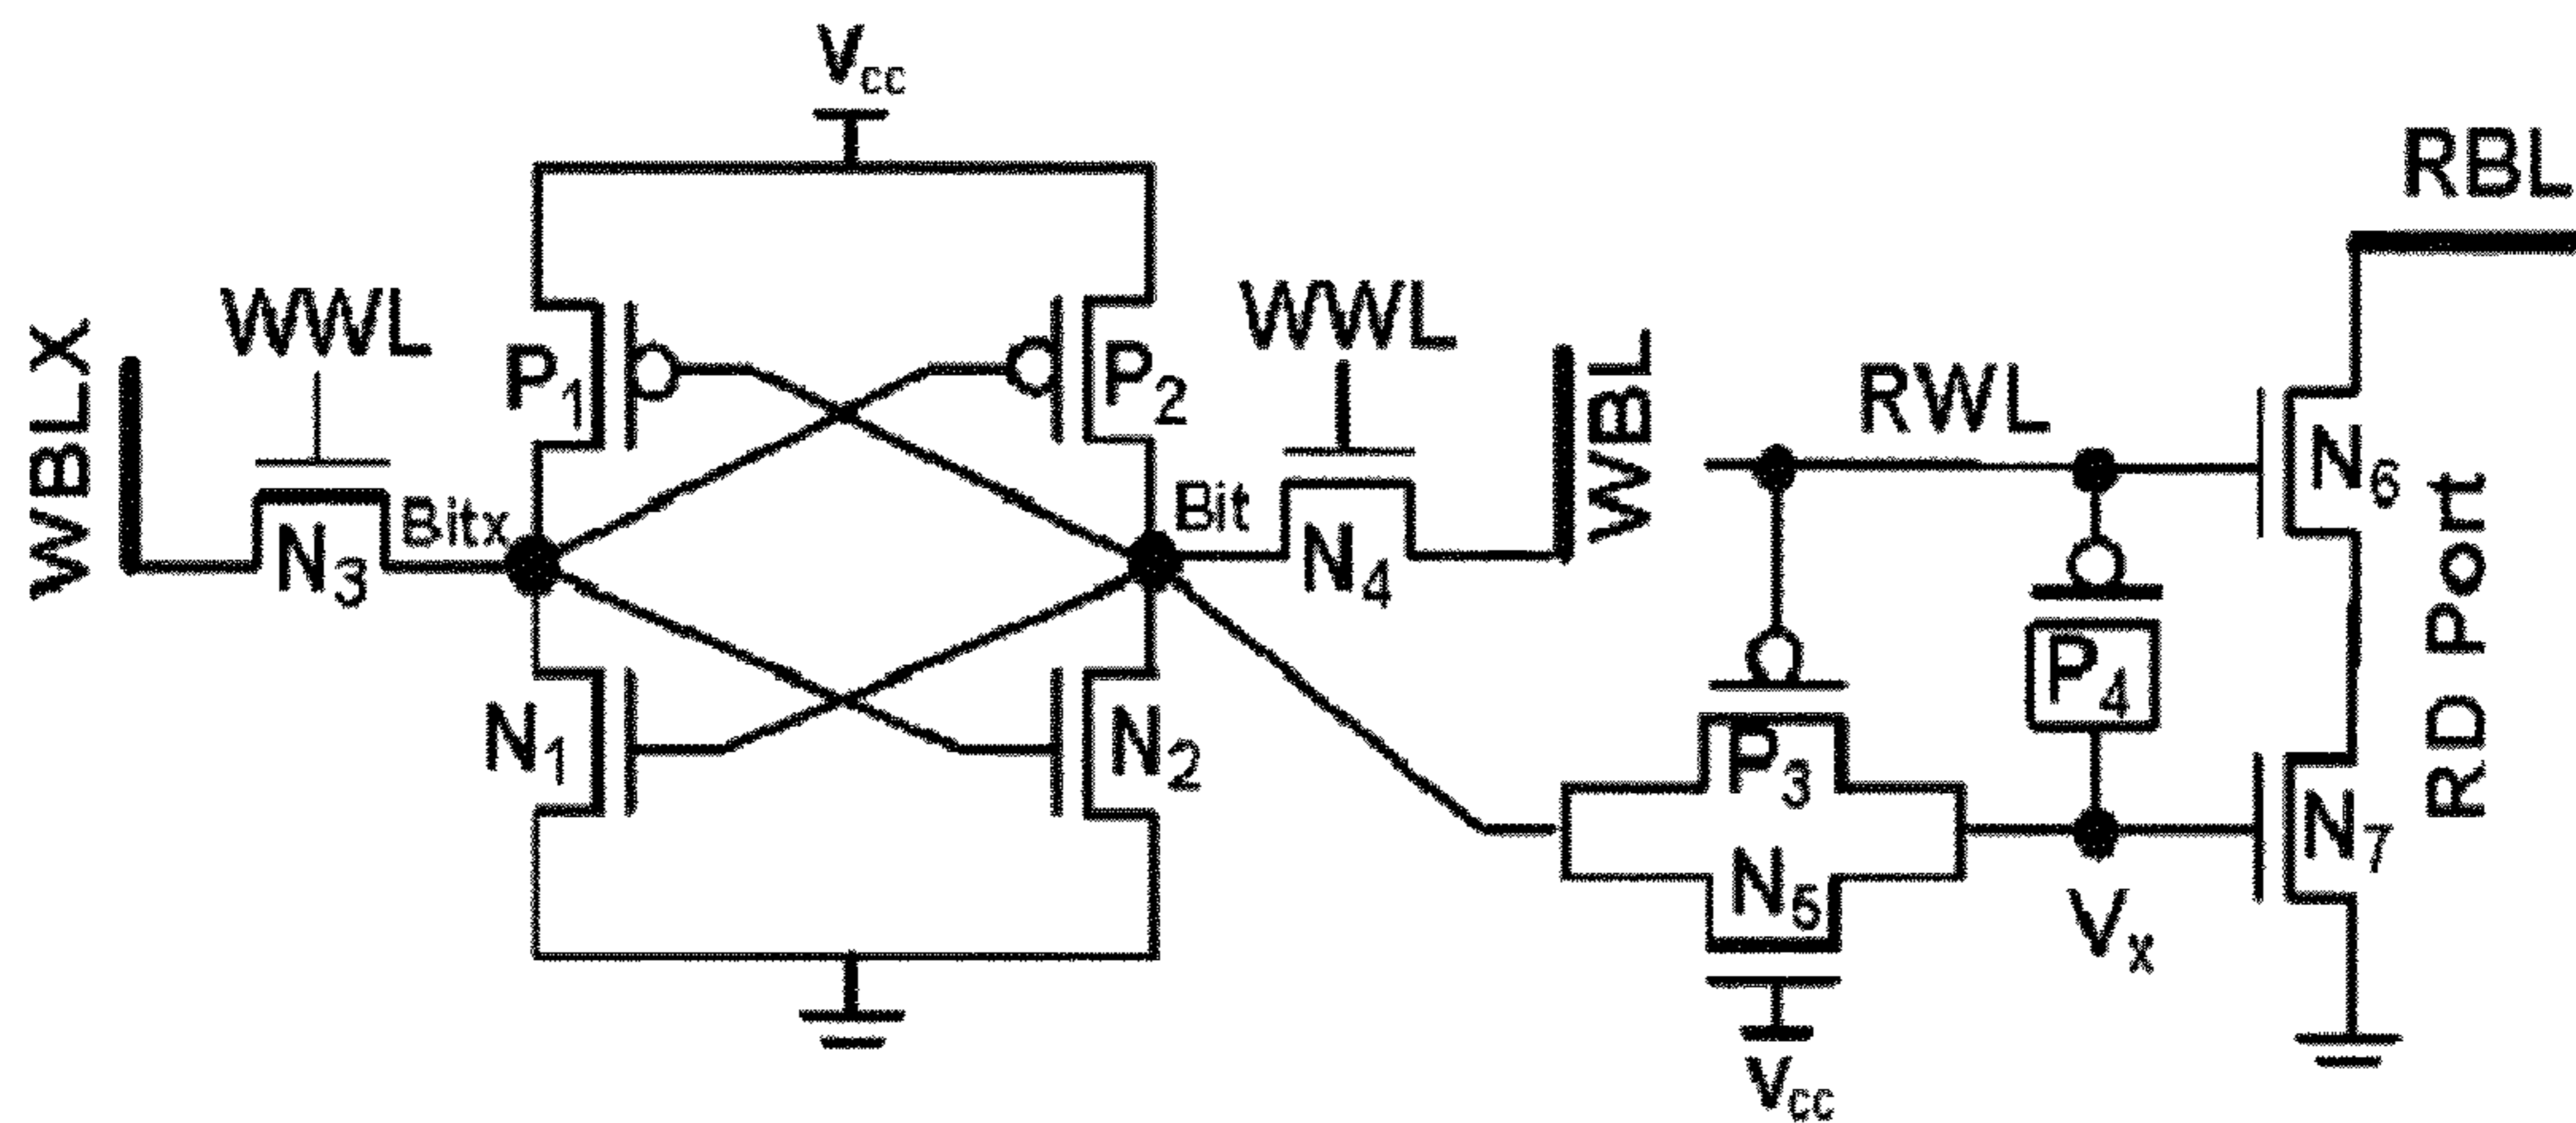 Vcc
RBL
WBLX
WWL
P1
P2
WWL
WBL
RWL
N6
RD Port
Bitx
Bit
N3
N4
P4
P3
N1
N2
N5
N7
Vx
Vcc